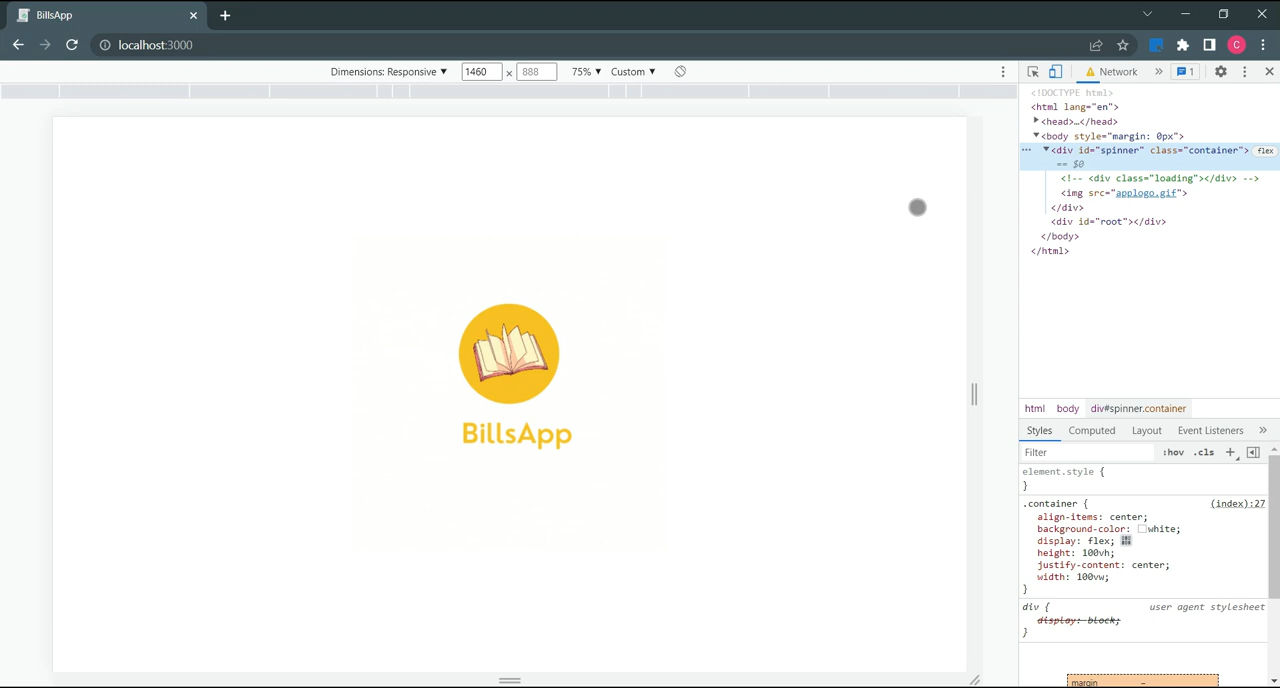 BillsApp
localhost:3000
C
Dimensions: Responsive ▼ 1460 × 888 75% ▼ Custom ▼
Network » 1
<!DOCTYPE html>
<html lang="en">
<head>…</head>
<body style="margin: 0px">
··· <div id="spinner" class="container"> flex
== $0
<!-- <div class="loading"></div> -->
<img src="applogo.gif">
</div>
<div id="root"></div>
</body>
</html>
BillsApp
html body div#spinner.container
Styles Computed Layout Event Listeners »
Filter :hov .cls +
element.style {
}
.container { (index):27
align-items: center;
background-color: white;
display: flex;
height: 100vh;
justify-content: center;
width: 100vw;
}
div { user agent stylesheet
display: block;
}
margin –